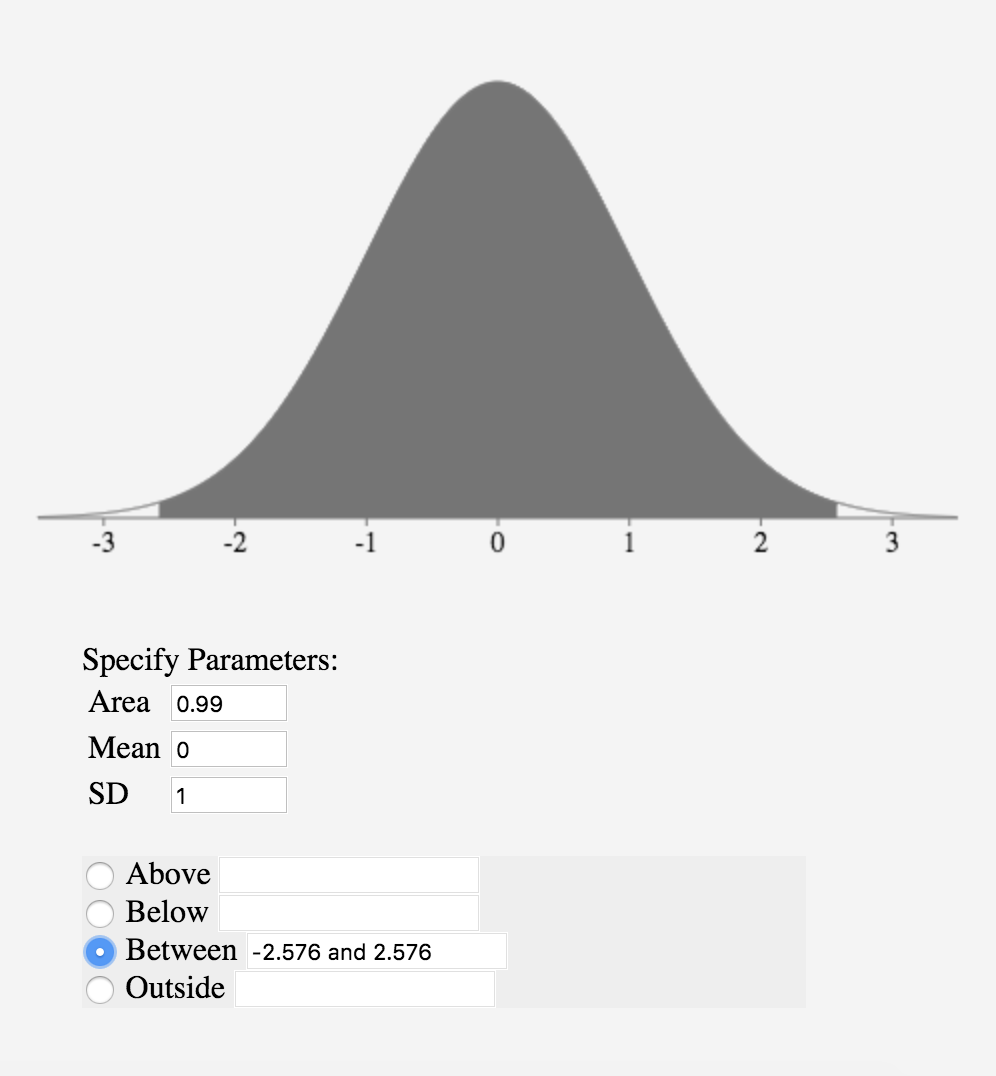 -3 -2 -1 0 1 2 3
Specify Parameters:
Area 0.99
Mean 0
SD 1
Above
Below
Between -2.576 and 2.576
Outside